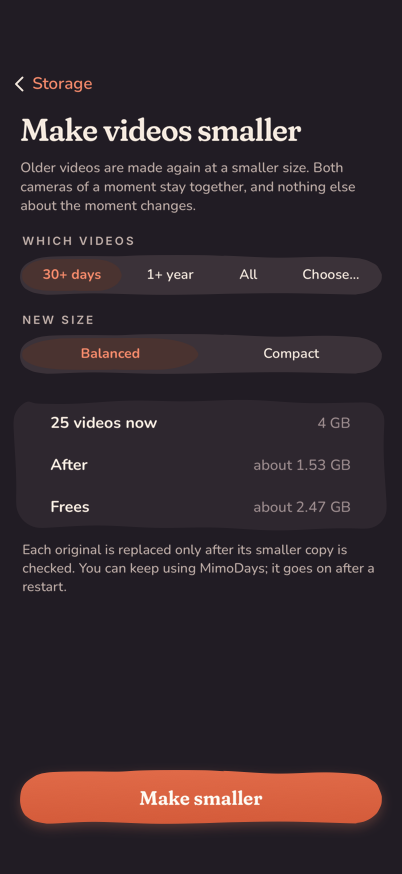 Storage
Make videos smaller
Older videos are made again at a smaller size. Both
cameras of a moment stay together, and nothing else
about the moment changes.
WHICH VIDEOS
30+ days 1+ year All Choose...
NEW SIZE
Balanced Compact
25 videos now 4 GB
After about 1.53 GB
Frees about 2.47 GB
Each original is replaced only after its smaller copy is
checked. You can keep using MimoDays; it goes on after a
restart.
Make smaller